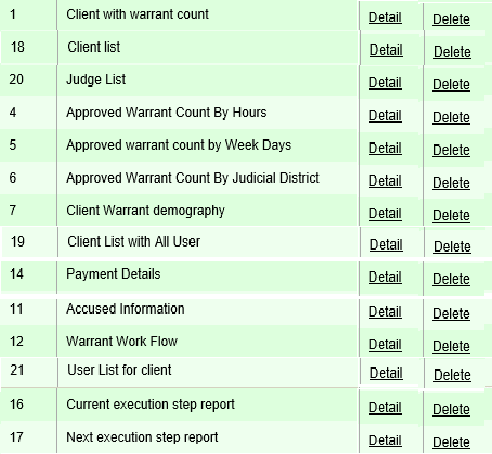 1 Client with warrant count Detail Delete
18 Client list Detail Delete
20 Judge List Detail Delete
4 Approved Warrant Count By Hours Detail Delete
5 Approved warrant count by Week Days Detail Delete
6 Approved Warrant Count By Judicial District Detail Delete
7 Client Warrant demography Detail Delete
19 Client List with All User Detail Delete
14 Payment Details Detail Delete
11 Accused Information Detail Delete
12 Warrant Work Flow Detail Delete
21 User List for client Detail Delete
16 Current execution step report Detail Delete
17 Next execution step report Detail Delete